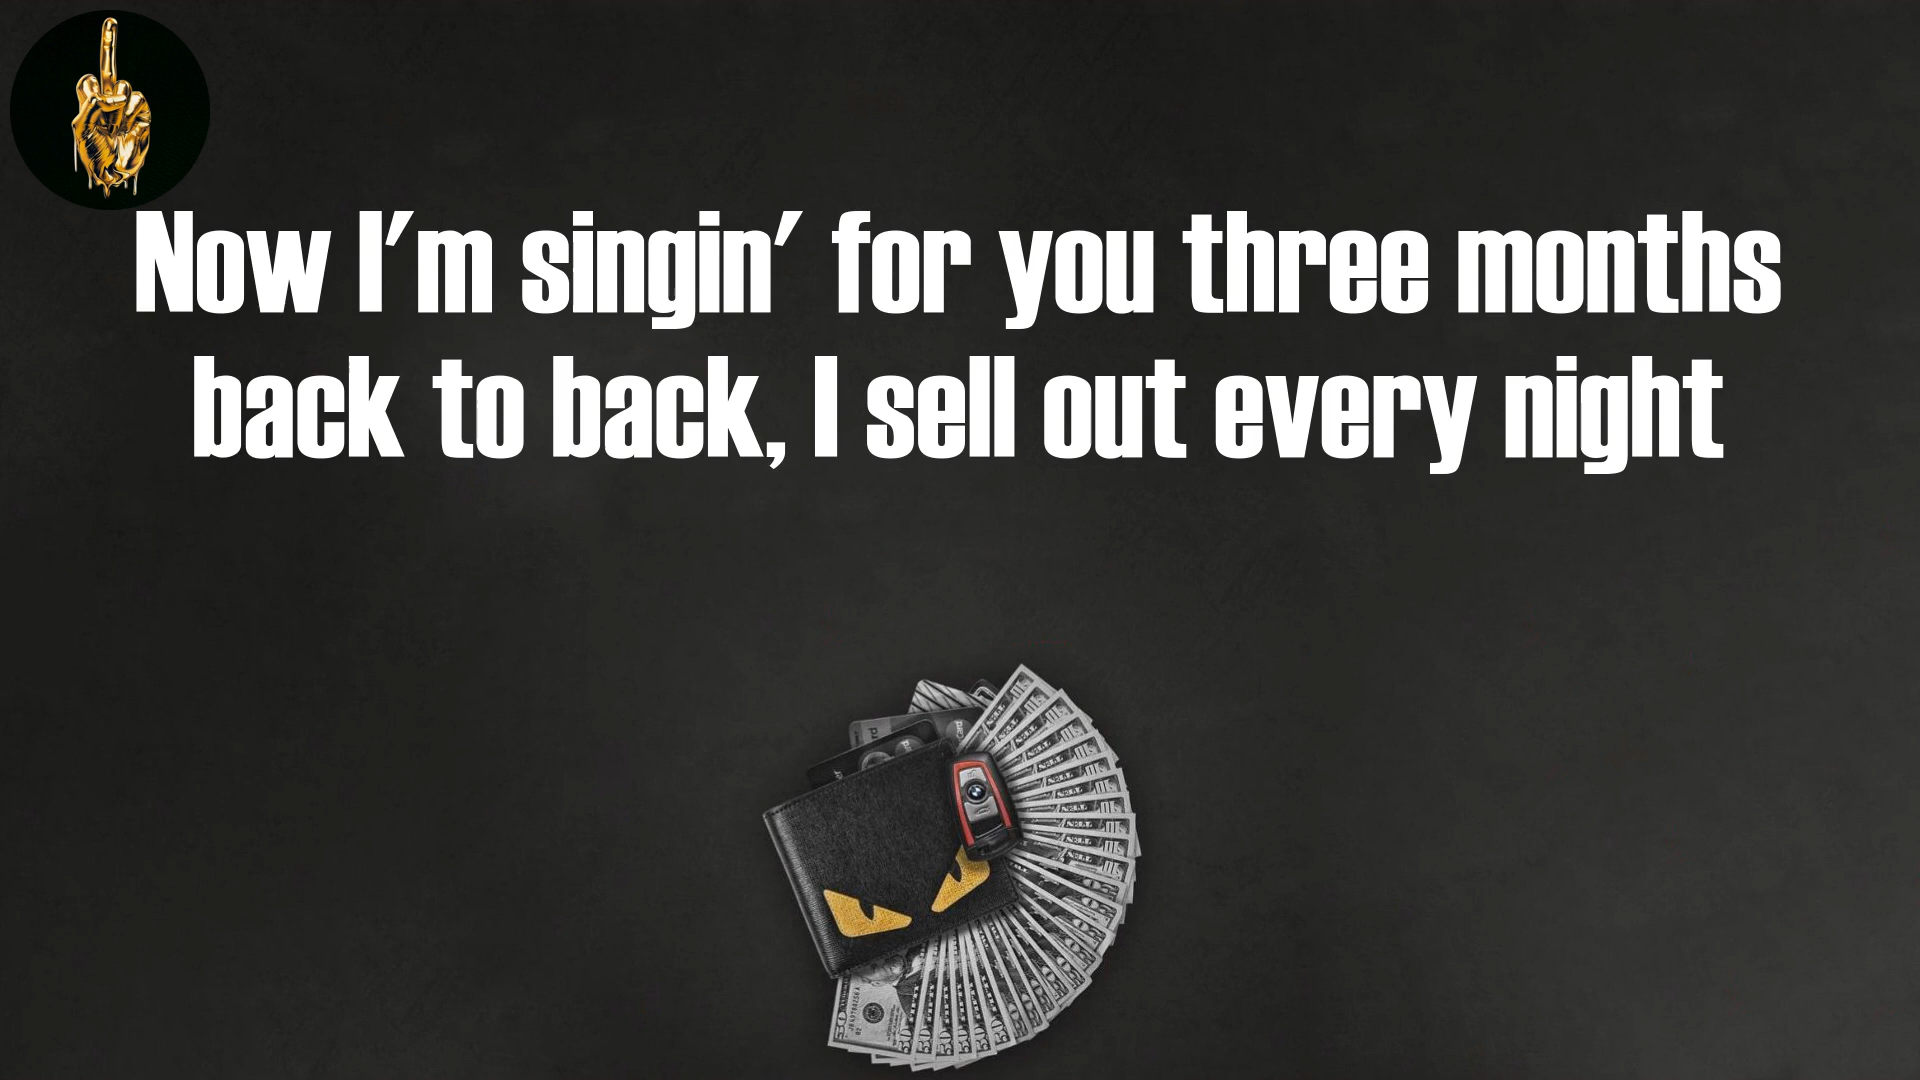 Now I'm singin' for you three months
back to back, I sell out every night